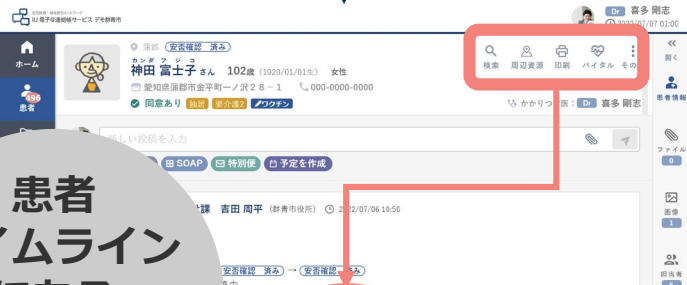 IIJ 電子@連絡帳サービス デモ群青市
Dr 喜多 剛志
2022/07/07 01:00
ホーム
496
患者
蒲郡 安否確認 済み
カンダ フジコ
神田 富士子 さん 102歳 (1920/01/01生) 女性
愛知県蒲郡市金平町一ノ沢28−1 000-0000-0000
同意あり 独居 要介護2 ワクチン
検索 周辺資源 印刷 バイタル その
かかりつけ医: Dr 喜多 剛志
開く
患者情報
ファイル
0
画像
1
担当者
新しい投稿を入力
SOAP 特別便 予定を作成
課 吉田 周平 (群青市役所) 2022/07/06 10:50
安否確認 済み → 安否確認 済み
患者
イムライン